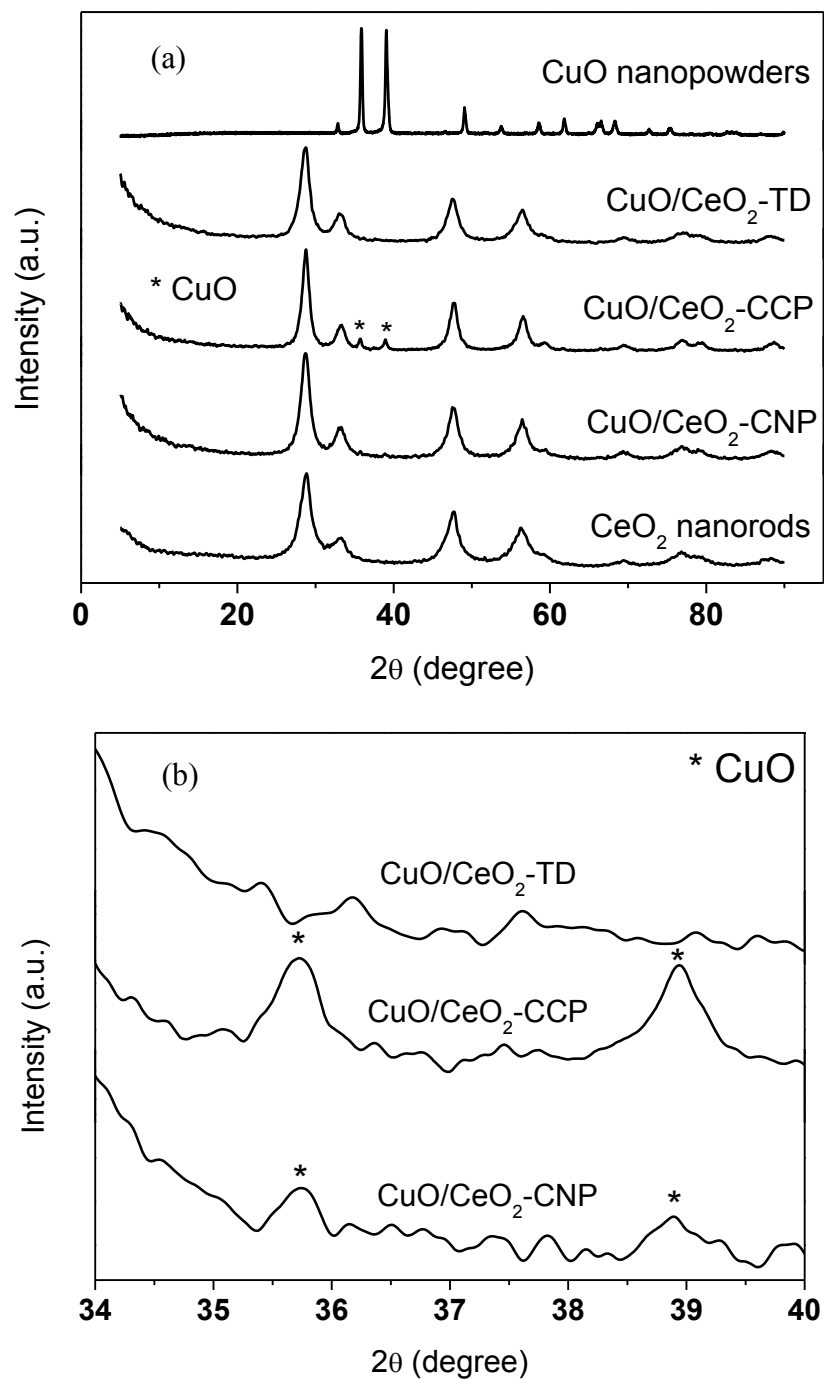 (a)
CuO nanopowders
CuO/CeO₂-TD
* CuO
CuO/CeO₂-CCP
* *
CuO/CeO₂-CNP
CeO₂ nanorods
Intensity (a.u.)
0 20 40 60 80
2θ (degree)
(b)
* CuO
CuO/CeO₂-TD
* *
CuO/CeO₂-CCP
* *
CuO/CeO₂-CNP
Intensity (a.u.)
34 35 36 37 38 39 40
2θ (degree)